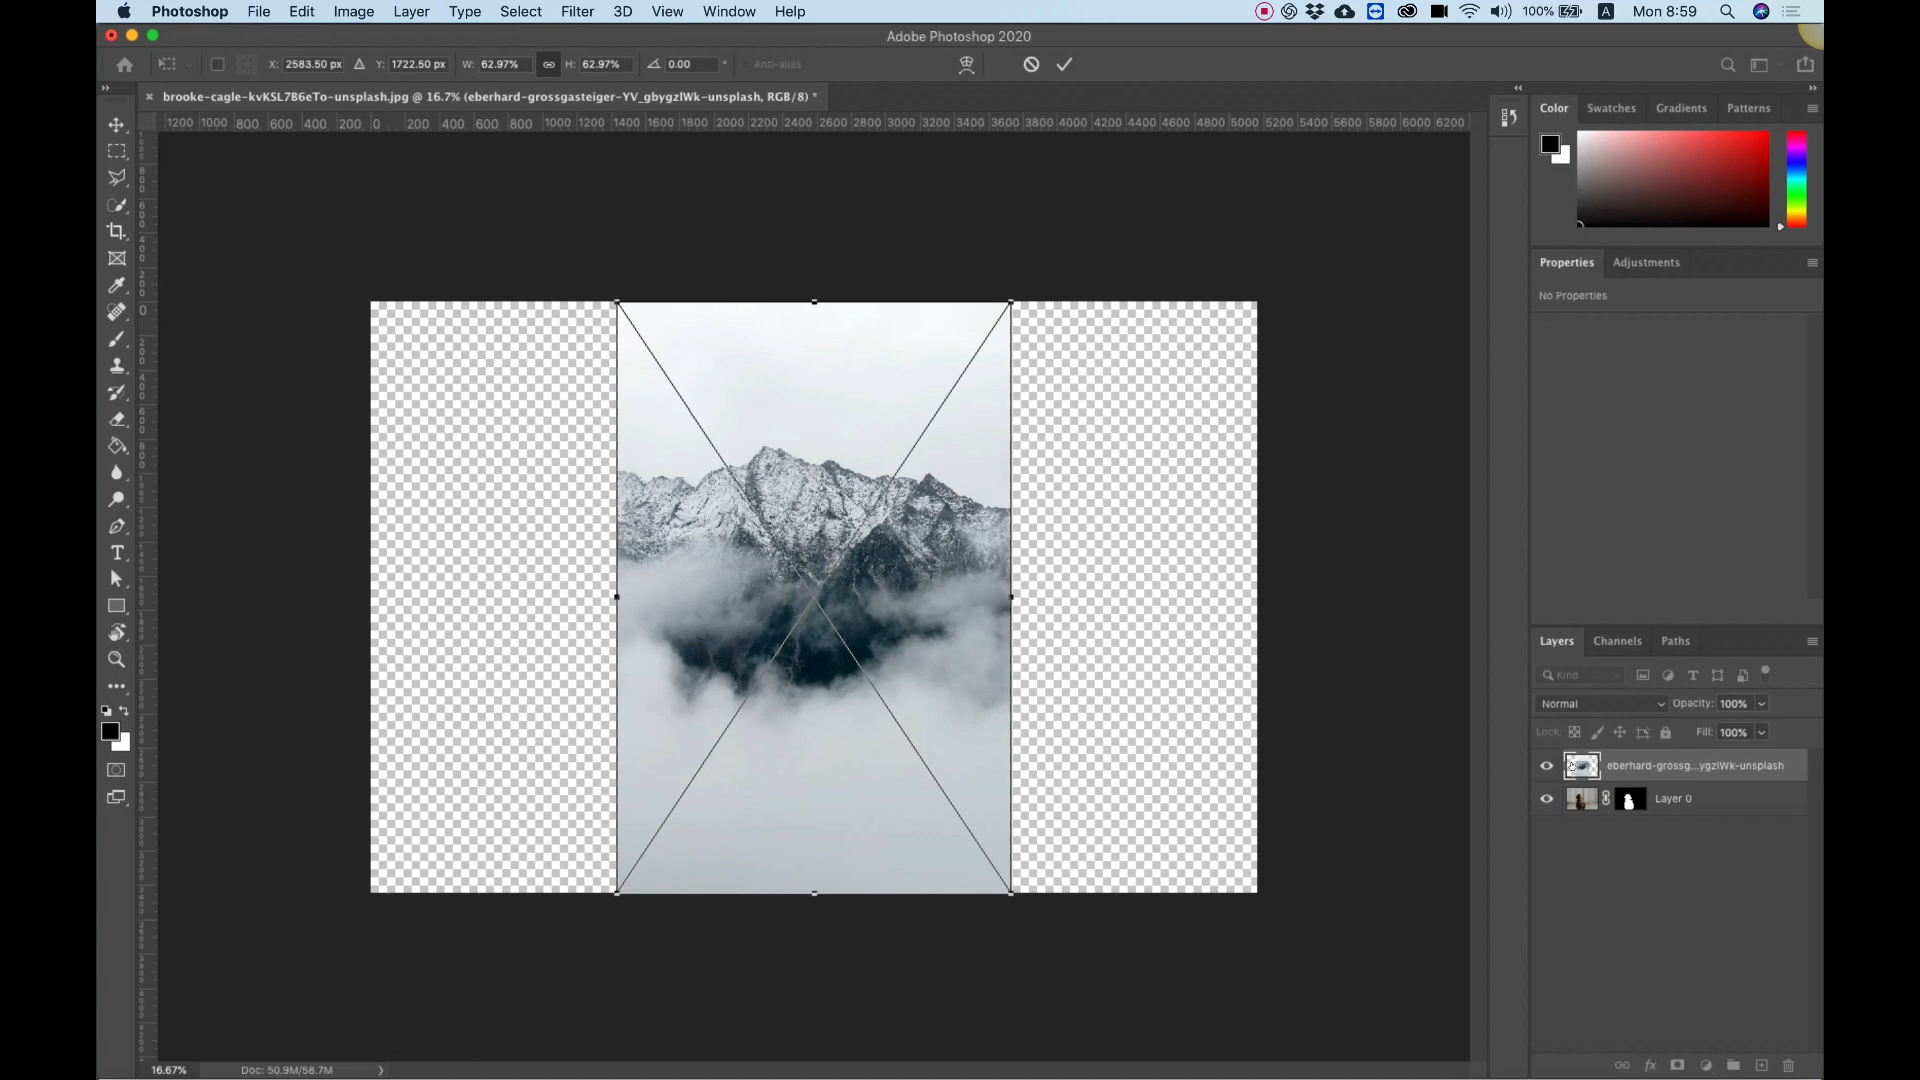 Photoshop File Edit Image Layer Type Select Filter 3D View Window Help 100% A Mon 8:59
Adobe Photoshop 2020
X: 2583.50 px Y: 1722.50 px W: 62.97% H: 62.97% 0.00 ° Anti-alias
brooke-cagle-kvKSL7B6eTo-unsplash.jpg @ 16.7% (eberhard-grossgasteiger-YV_gbygzlWk-unsplash, RGB/8) *
1200 1000 800 600 400 200 0 200 400 600 800 1000 1200 1400 1600 1800 2000 2200 2400 2600 2800 3000 3200 3400 3600 3800 4000 4200 4400 4600 4800 5000 5200 5400 5600 5800 6000 6200
Color Swatches Gradients Patterns
Properties Adjustments
No Properties
Layers Channels Paths
Kind
Normal Opacity: 100%
Lock: Fill: 100%
eberhard-grossg...ygzlWk-unsplash
Layer 0
16.67% Doc: 50.9M/58.7M